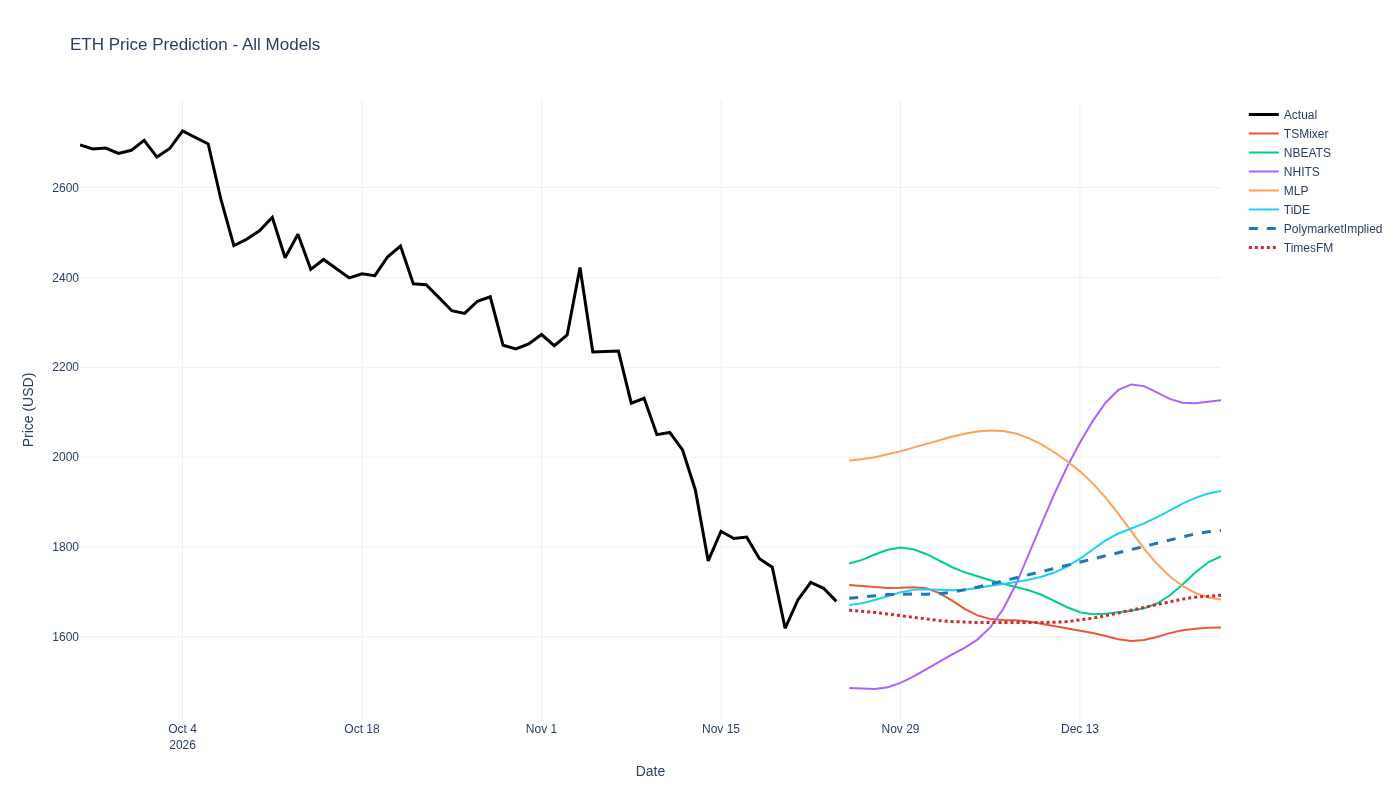 ETH Price Prediction - All Models
Actual
TSMixer
NBEATS
NHITS
MLP
TiDE
PolymarketImplied
TimesFM
Price (USD)
2600
2400
2200
2000
1800
1600
Oct 4
2026
Oct 18
Nov 1
Nov 15
Nov 29
Dec 13
Date